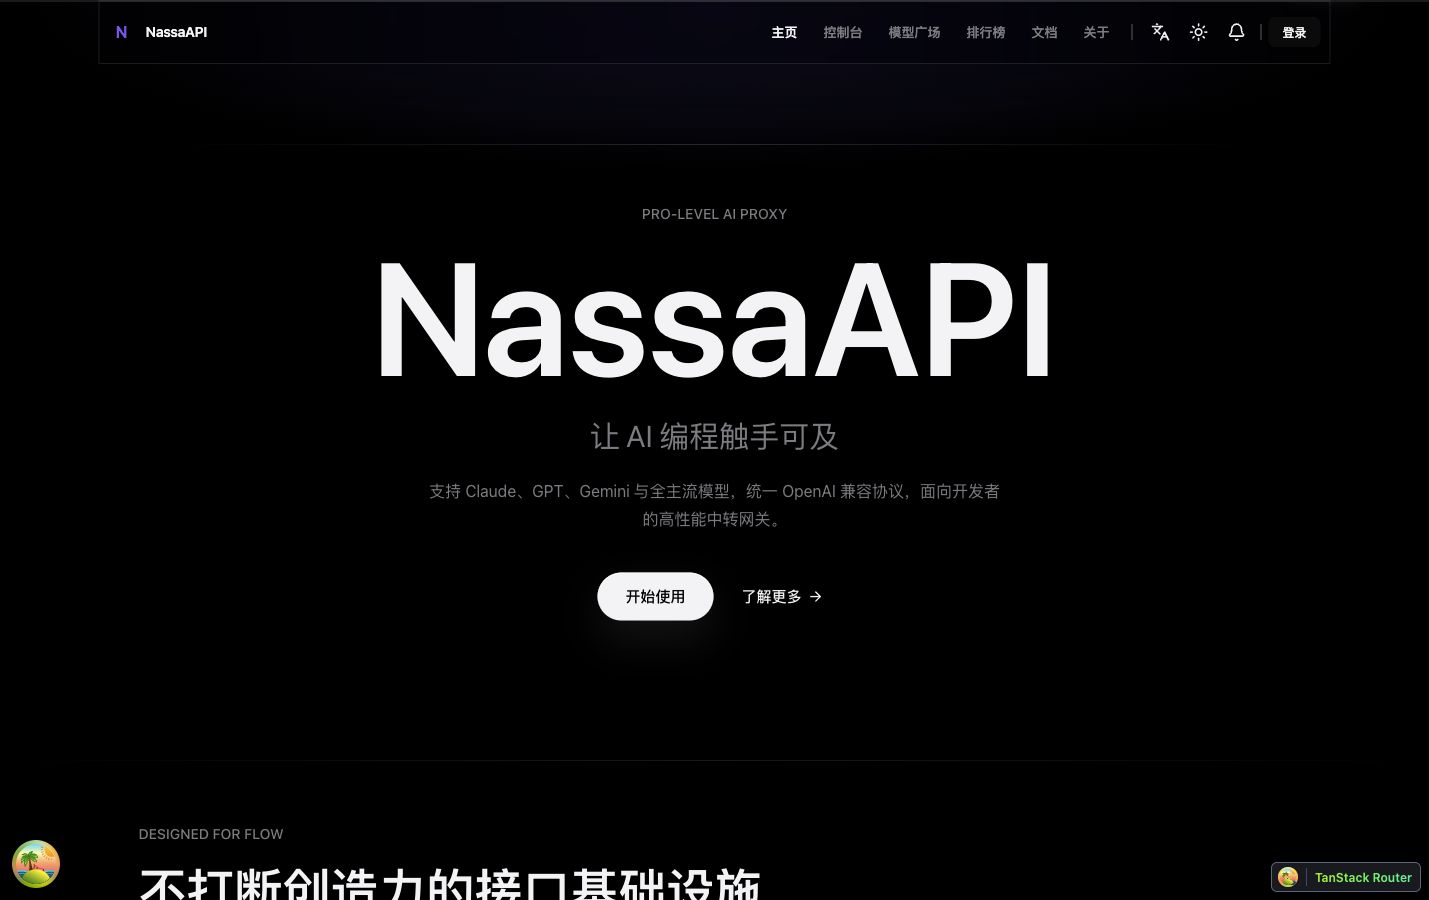 N NassaAPI 主页 控制台 模型广场 排行榜 文档 关于 登录
PRO-LEVEL AI PROXY
NassaAPI
让 AI 编程触手可及
支持 Claude、GPT、Gemini 与全主流模型，统一 OpenAI 兼容协议，面向开发者
的高性能中转网关。
开始使用 了解更多 →
DESIGNED FOR FLOW
不打断创造力的接口基础设施
TanStack Router